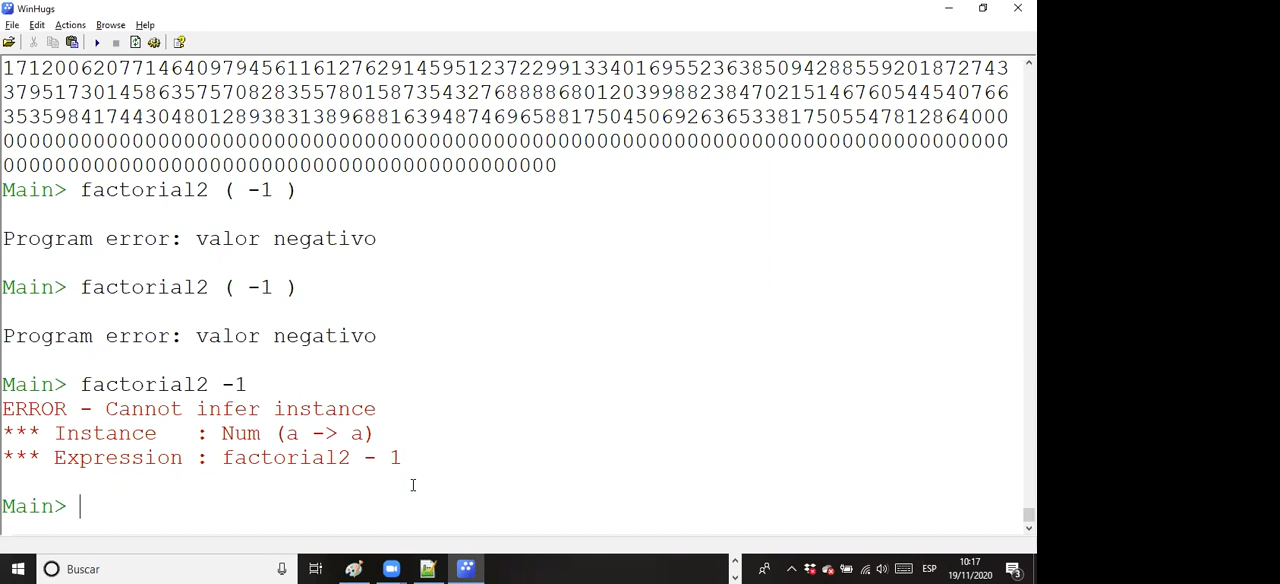 WinHugs
File Edit Actions Browse Help
171200620771464097945611612762914595123722991334016955236385094288559201872743
379517301458635757082835578015873543276888868012039988238470215146760544540766
353598417443048012893831389688163948746965881750450692636533817505547812864000
000000000000000000000000000000000000000000000000000000000000000000000000000000
0000000000000000000000000000000000000000000
Main> factorial2 ( -1 )
Program error: valor negativo
Main> factorial2 ( -1 )
Program error: valor negativo
Main> factorial2 -1
ERROR - Cannot infer instance
*** Instance   : Num (a -> a)
*** Expression : factorial2 - 1
Main>
Buscar
ESP
10:17
19/11/2020
3